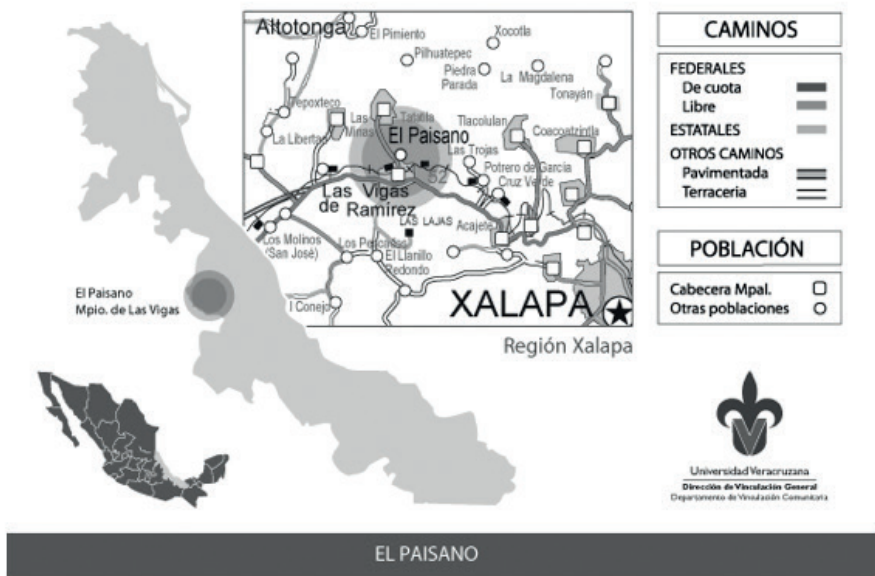 Altotonga
El Pimiento
Xocotla
Pilhuatepec
Piedra
Parada
La Magdalena
Tonayán
Tepoxteco
Las
Minas
Tatatila
Tlacolulan
Coacoatzintla
La Libertad
El Paisano
Las Trojas
Potrero de García
Cruz Verde
Las Vigas
de Ramírez
LAS LAJAS
Acajete
Los Molinos
(San José)
Los Pescados
El Llanillo
Redondo
l Conejo
XALAPA
Región Xalapa
El Paisano
Mpio. de Las Vigas
CAMINOS
FEDERALES
De cuota
Libre
ESTATALES
OTROS CAMINOS
Pavimentada
Terraceria
POBLACIÓN
Cabecera Mpal.
Otras poblaciones
Universidad Veracruzana
Dirección de Vinculación General
Departamento de Vinculación Comunitaria
EL PAISANO